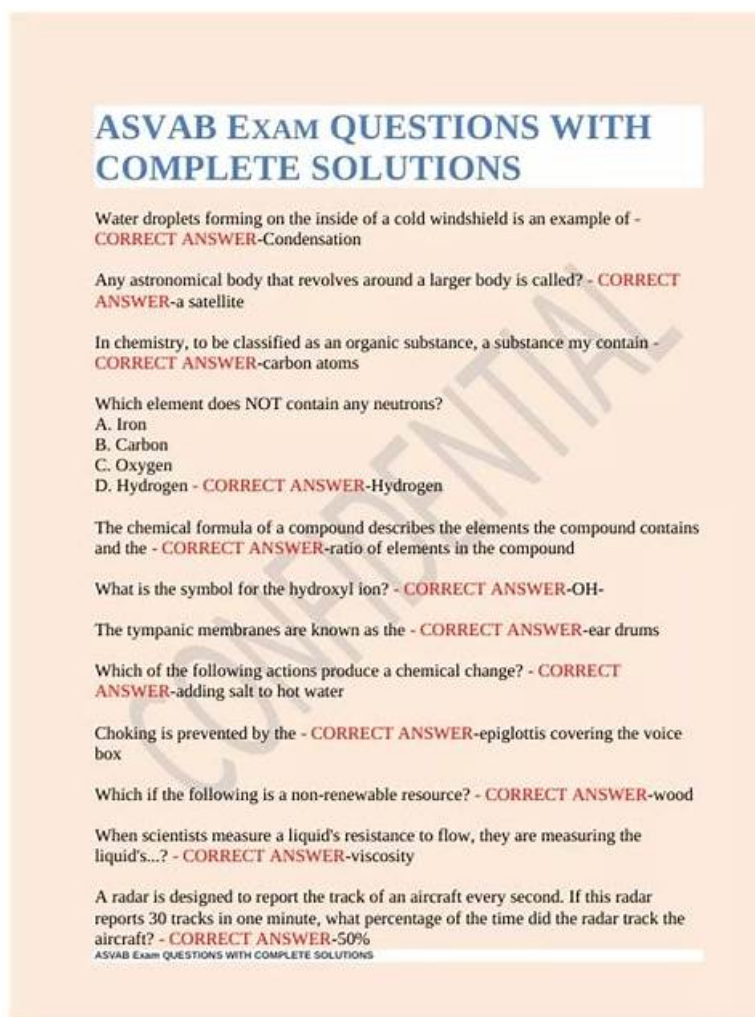 ASVAB EXAM QUESTIONS WITH
COMPLETE SOLUTIONS
Water droplets forming on the inside of a cold windshield is an example of -
CORRECT ANSWER-Condensation
Any astronomical body that revolves around a larger body is called? - CORRECT
ANSWER-a satellite
In chemistry, to be classified as an organic substance, a substance my contain -
CORRECT ANSWER-carbon atoms
Which element does NOT contain any neutrons?
A. Iron
B. Carbon
C. Oxygen
D. Hydrogen - CORRECT ANSWER-Hydrogen
The chemical formula of a compound describes the elements the compound contains
and the - CORRECT ANSWER-ratio of elements in the compound
What is the symbol for the hydroxyl ion? - CORRECT ANSWER-OH-
The tympanic membranes are known as the - CORRECT ANSWER-ear drums
Which of the following actions produce a chemical change? - CORRECT
ANSWER-adding salt to hot water
Choking is prevented by the - CORRECT ANSWER-epiglottis covering the voice
box
Which if the following is a non-renewable resource? - CORRECT ANSWER-wood
When scientists measure a liquid's resistance to flow, they are measuring the
liquid's...? - CORRECT ANSWER-viscosity
A radar is designed to report the track of an aircraft every second. If this radar
reports 30 tracks in one minute, what percentage of the time did the radar track the
aircraft? - CORRECT ANSWER-50%
ASVAB Exam QUESTIONS WITH COMPLETE SOLUTIONS
CONFIDENTIAL